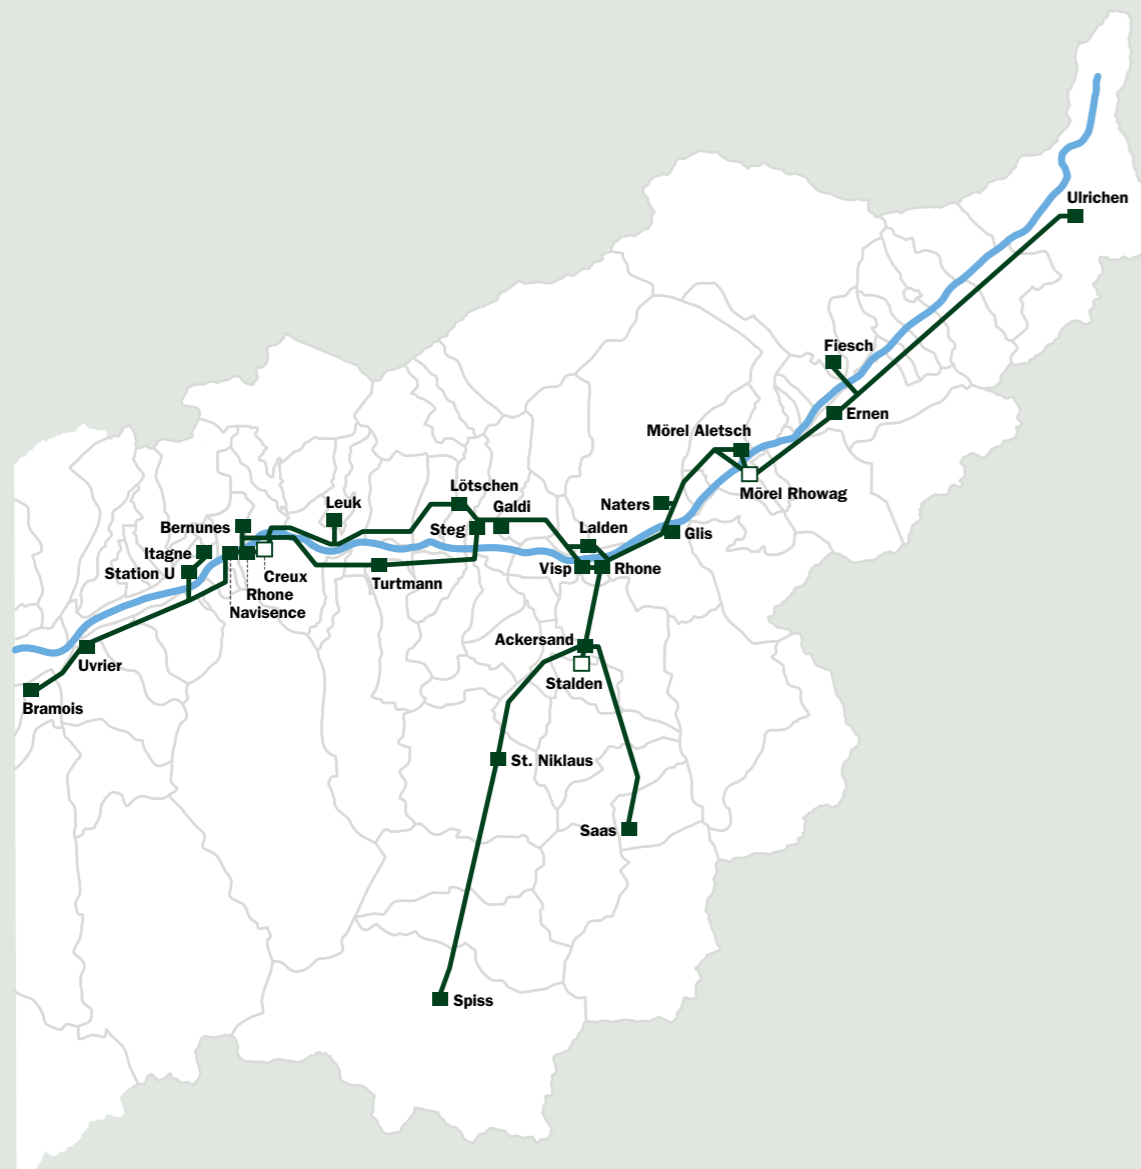 Ulrichen
Fiesch
Ernen
Mörel Aletsch
Mörel Rhowag
Lötschen
Leuk
Galdi
Naters
Bernunes
Steg
Lalden
Glis
Itagne
Station U
Visp
Rhone
Creux
Turtmann
Rhone
Navisence
Ackersand
Uvrier
Stalden
Bramois
St. Niklaus
Saas
Spiss